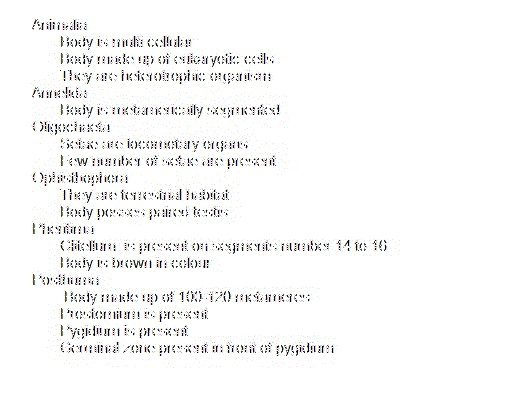 Animalia
Body is multi cellular
Body made up of eukaryotic cells
They are heterotrophic organism
Annelida
Body is metamerically segmented
Oligochaeta
Setae are locomotary organs
Few number of setae are present
Ophisthophora
They are terrestrial habitat
Body posses paired testis
Pheritima
Clitellum is present on segments number 14 to 16
Body is brown in colour
Posthuma
Body made up of 100-120 metameres
Prostomium is present
Pygidium is present
Germinal zone present in front of pygidium